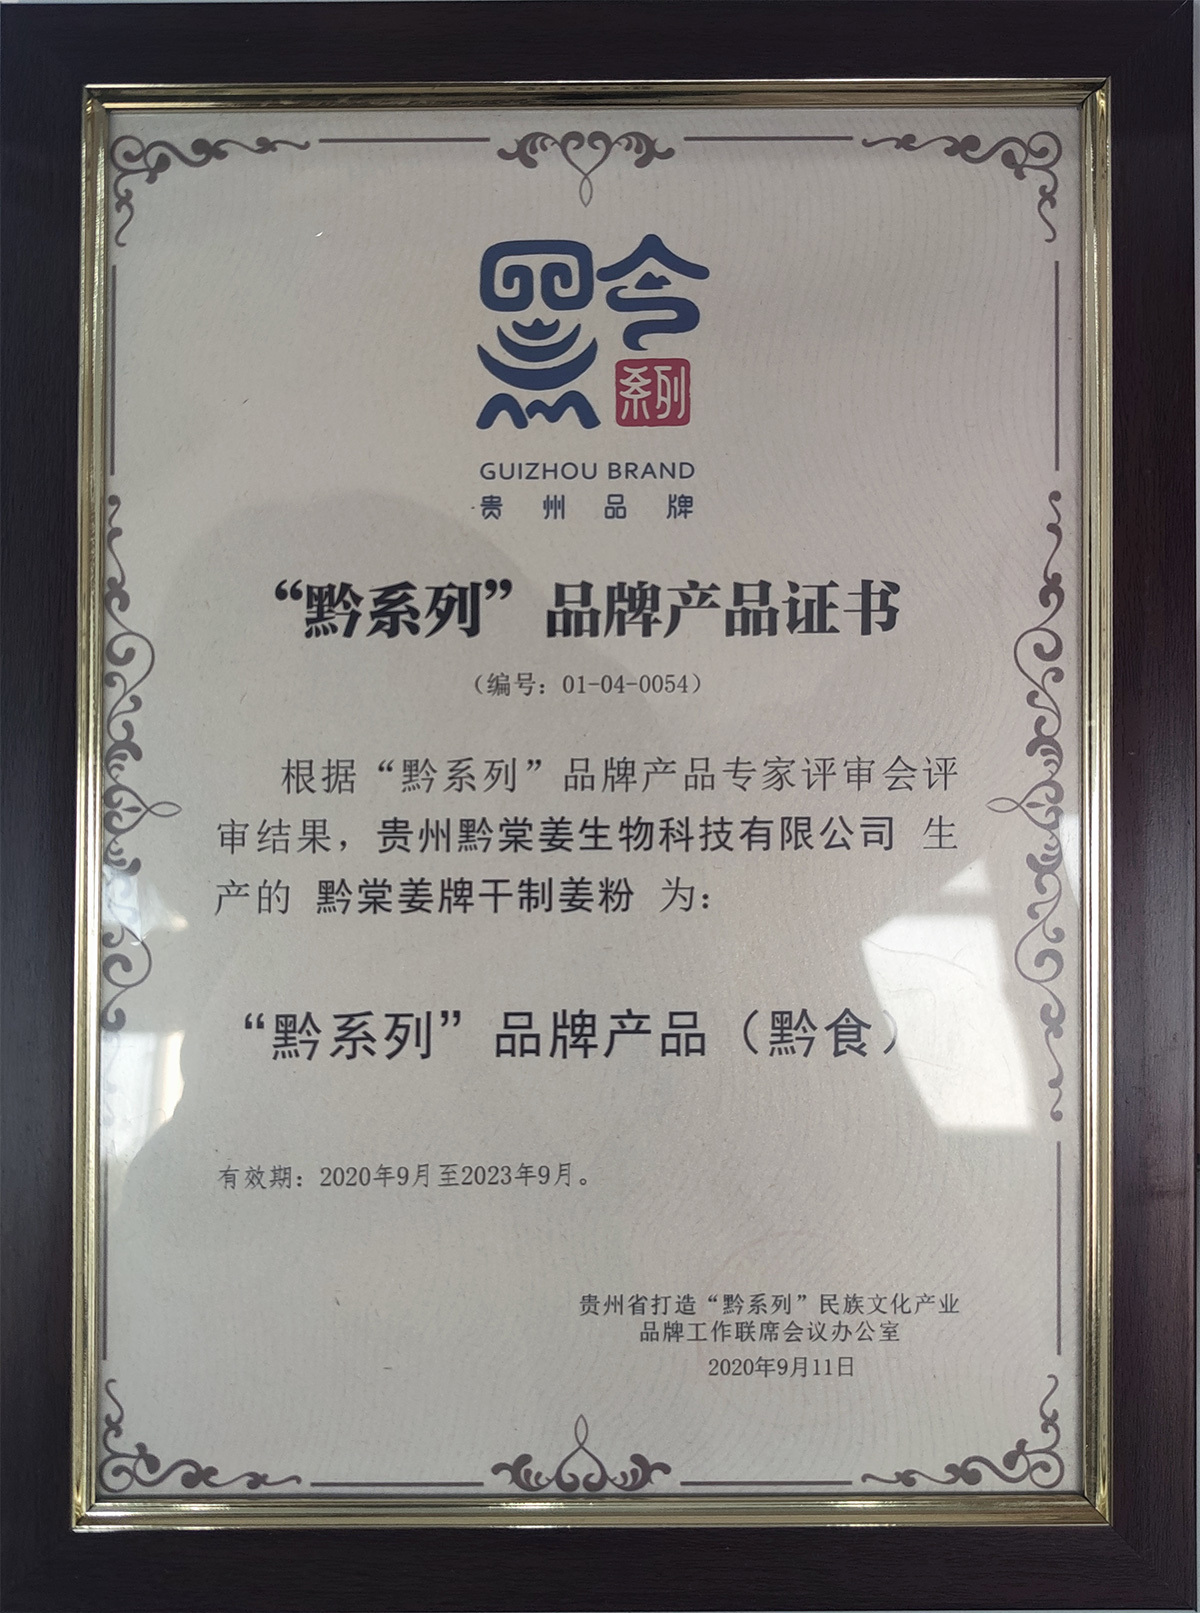 黔
系列
GUIZHOU BRAND
贵州品牌
“黔系列”品牌产品证书
（编号：01-04-0054）
根据“黔系列”品牌产品专家评审会评
审结果，贵州黔棠姜生物科技有限公司 生
产的 黔棠姜牌干制姜粉 为：
“黔系列”品牌产品（黔食）
有效期：2020年9月至2023年9月。
贵州省打造“黔系列”民族文化产业
品牌工作联席会议办公室
2020年9月11日